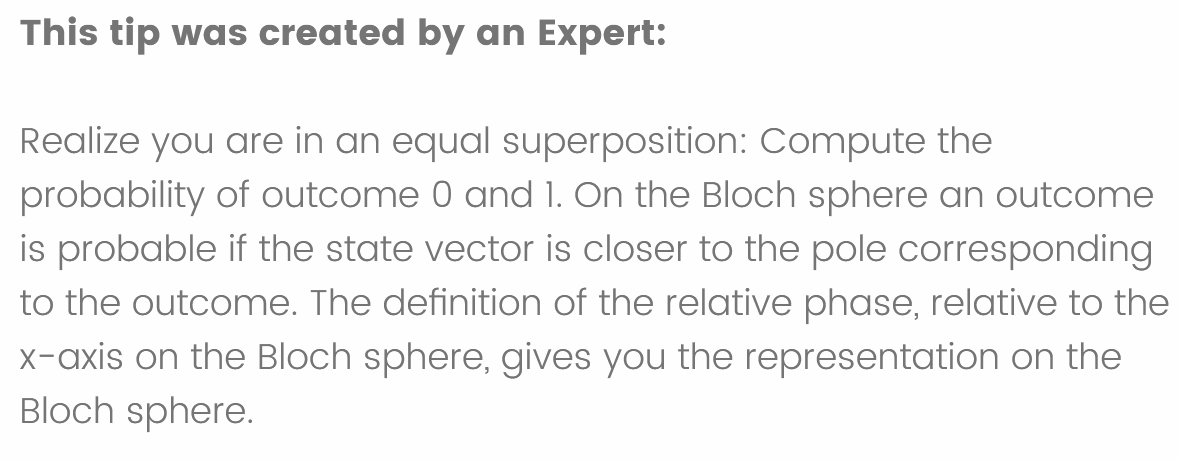 This tip was created by an Expert:
Realize you are in an equal superposition: Compute the
probability of outcome 0 and 1. On the Bloch sphere an outcome
is probable if the state vector is closer to the pole corresponding
to the outcome. The definition of the relative phase, relative to the
x-axis on the Bloch sphere, gives you the representation on the
Bloch sphere.